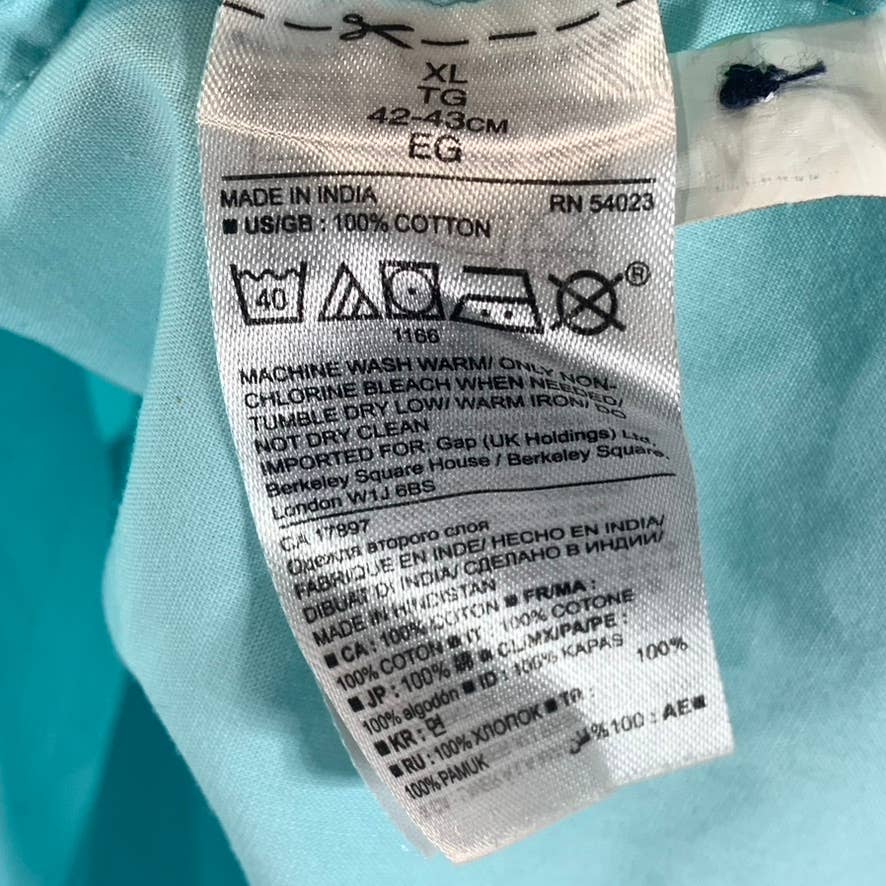 XL
TG
42-43CM
EG
MADE IN INDIA RN 54023
■ US/GB : 100% COTTON
40 ®
1166
MACHINE WASH WARM/ ONLY NON-
CHLORINE BLEACH WHEN NEEDED/
TUMBLE DRY LOW/ WARM IRON/ DO
NOT DRY CLEAN
IMPORTED FOR: Gap (UK Holdings) Ltd,
Berkeley Square House / Berkeley Square,
London W1J 6BS
CA 17897
Одежда второго слоя
FABRIQUÉ EN INDE/ HECHO EN INDIA/
DIBUAT DI INDIA/ СДЕЛАНО В ИНДИИ/
MADE IN HINDISTAN
■ CA : 100% COTON ■ FR/MA :
100% COTON ■ IT : 100% COTONE
■ JP : 100% 綿 ■ CL/MX/PA/PE :
100% algodón ■ ID : 100% KAPAS
■ KR : 면 100%
■ RU : 100% ХЛОПОК ■ TR :
100% PAMUK
■ AE : 100%